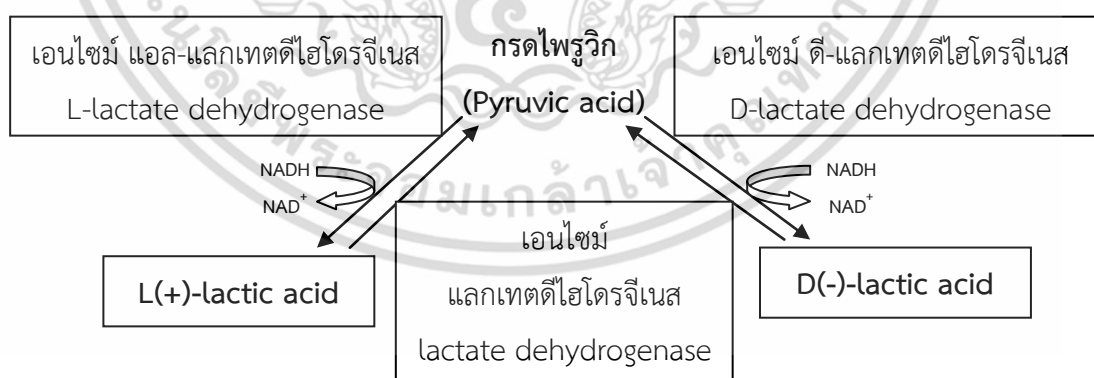 เอนไซม์ แอล-แลกเทตดีไฮโดรจีเนส
L-lactate dehydrogenase
กรดไพรูวิก
(Pyruvic acid)
เอนไซม์ ดี-แลกเทตดีไฮโดรจีเนส
D-lactate dehydrogenase
NADH
NAD⁺
NADH
NAD⁺
L(+)-lactic acid
เอนไซม์
แลกเทตดีไฮโดรจีเนส
lactate dehydrogenase
D(-)-lactic acid